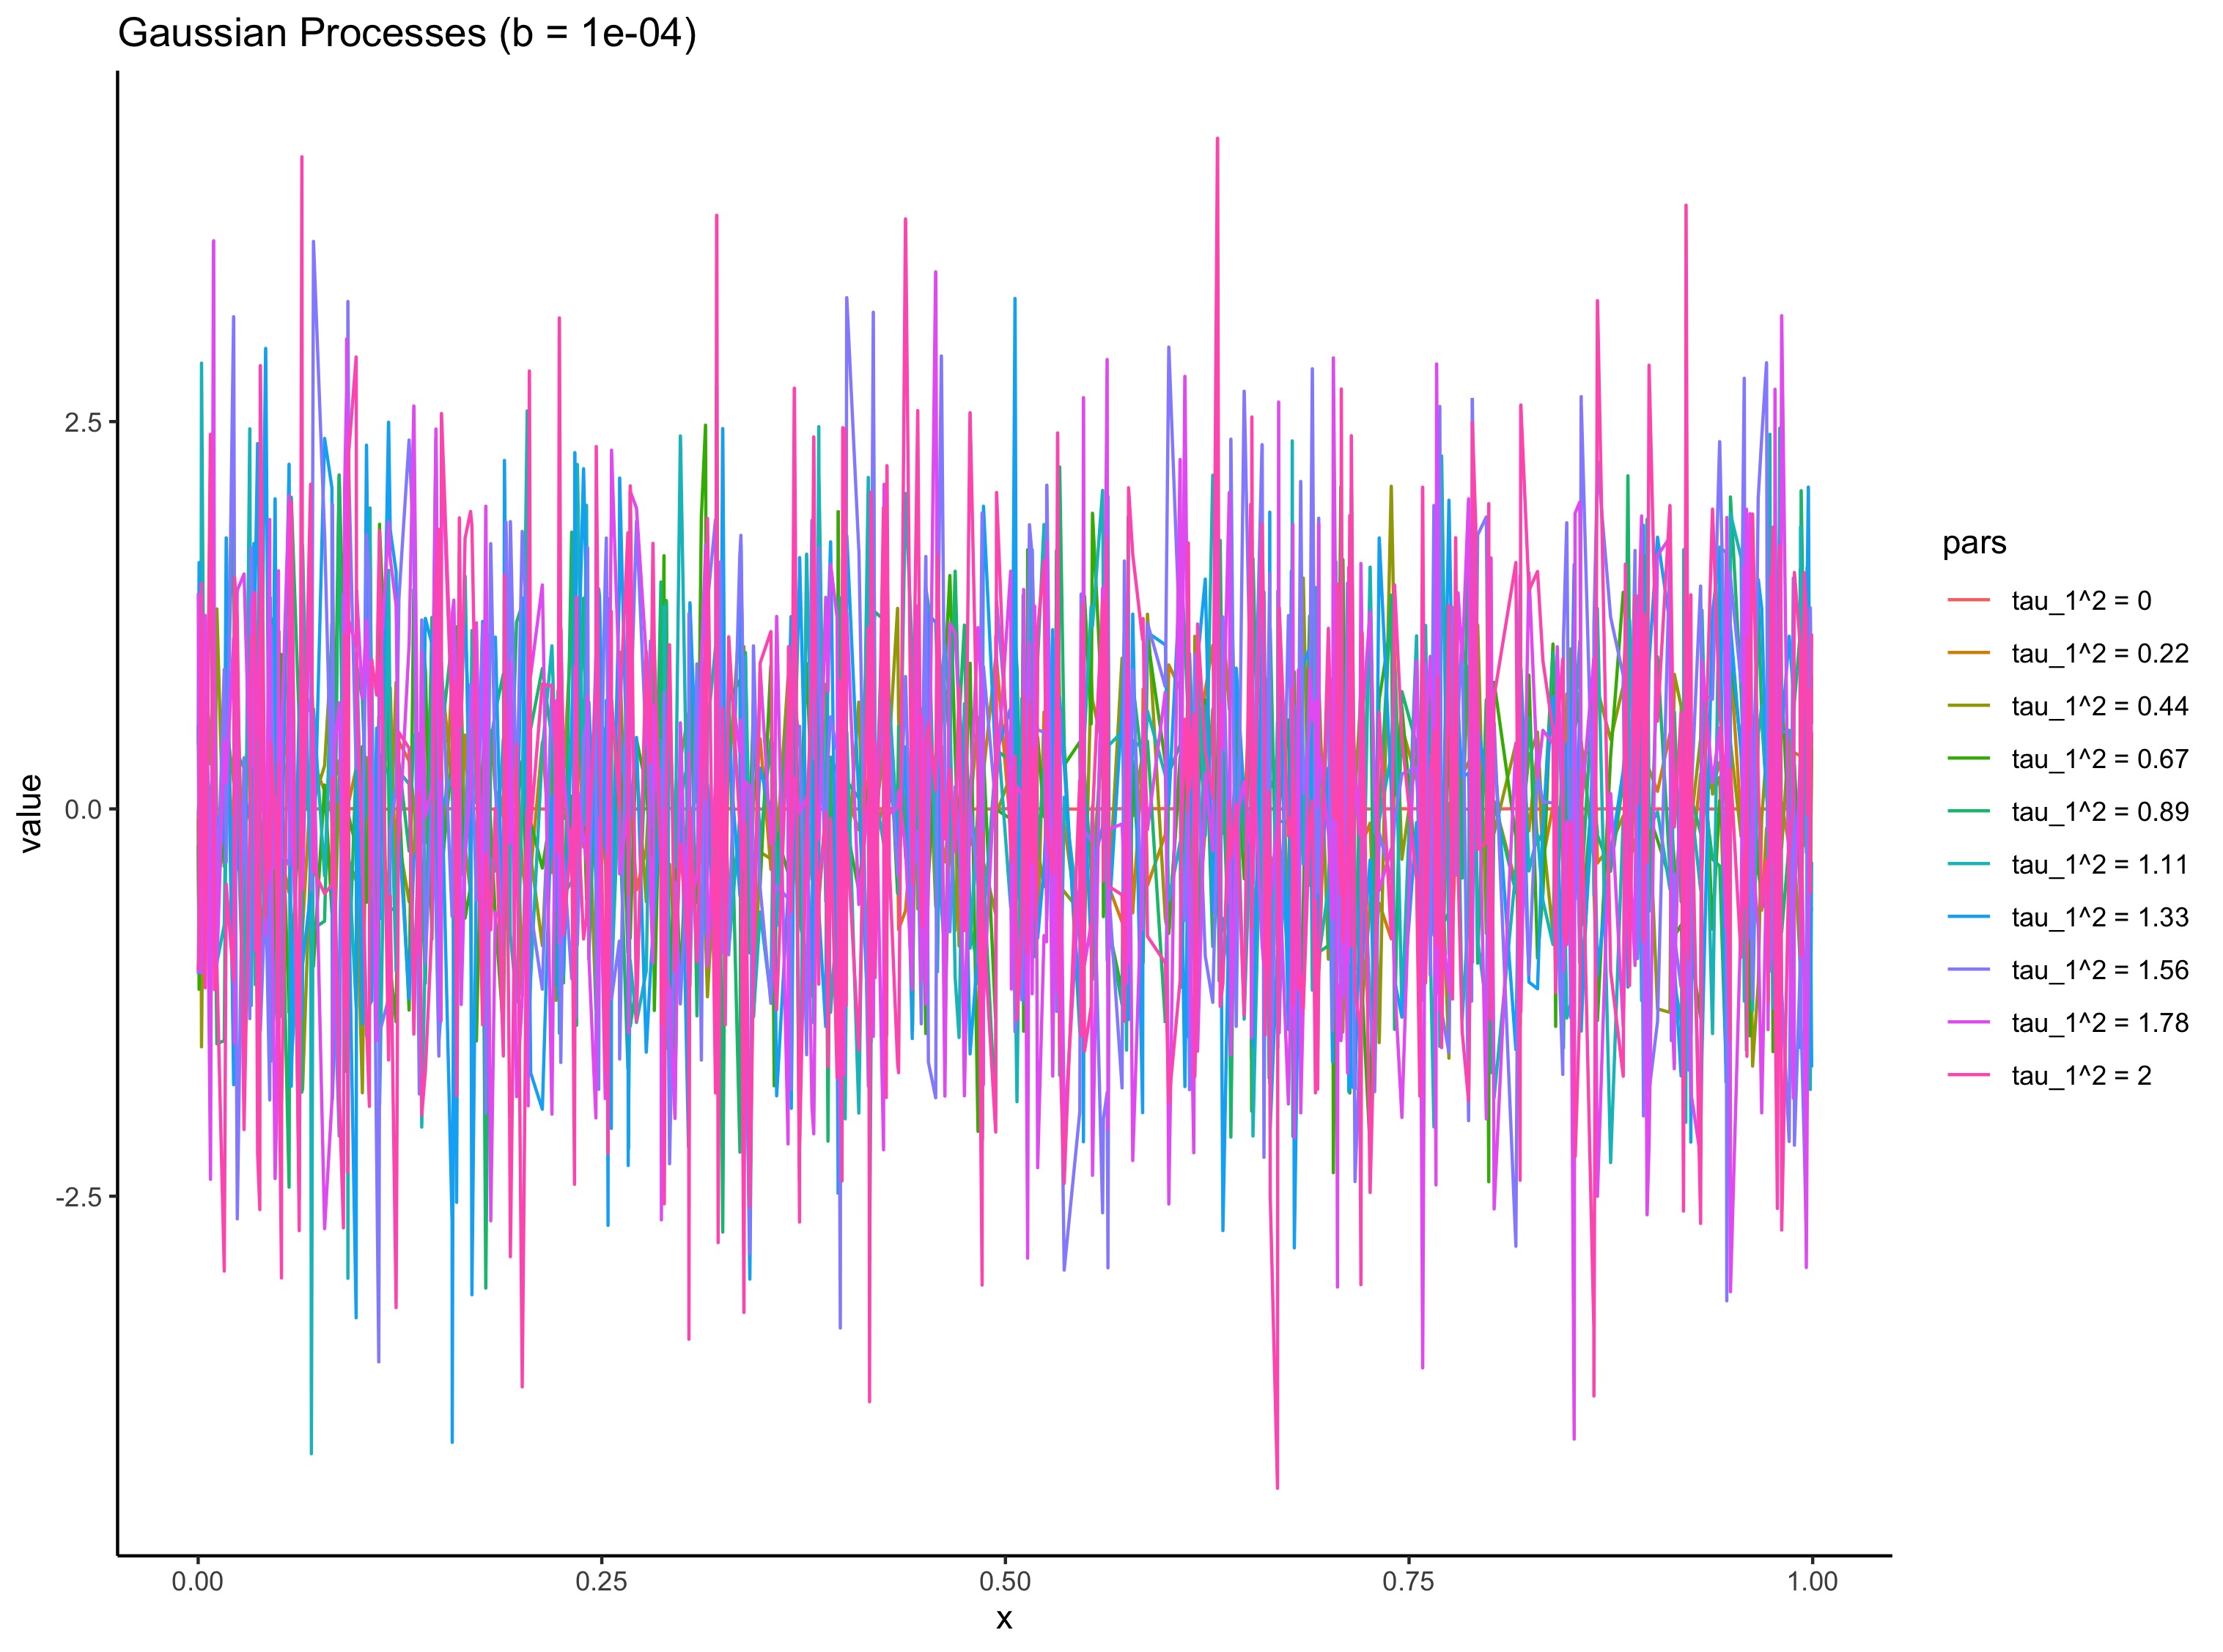 Gaussian Processes (b = 1e-04)
value
2.5
0.0
-2.5
0.00
0.25
0.50
0.75
1.00
x
pars
tau_1^2 = 0
tau_1^2 = 0.22
tau_1^2 = 0.44
tau_1^2 = 0.67
tau_1^2 = 0.89
tau_1^2 = 1.11
tau_1^2 = 1.33
tau_1^2 = 1.56
tau_1^2 = 1.78
tau_1^2 = 2